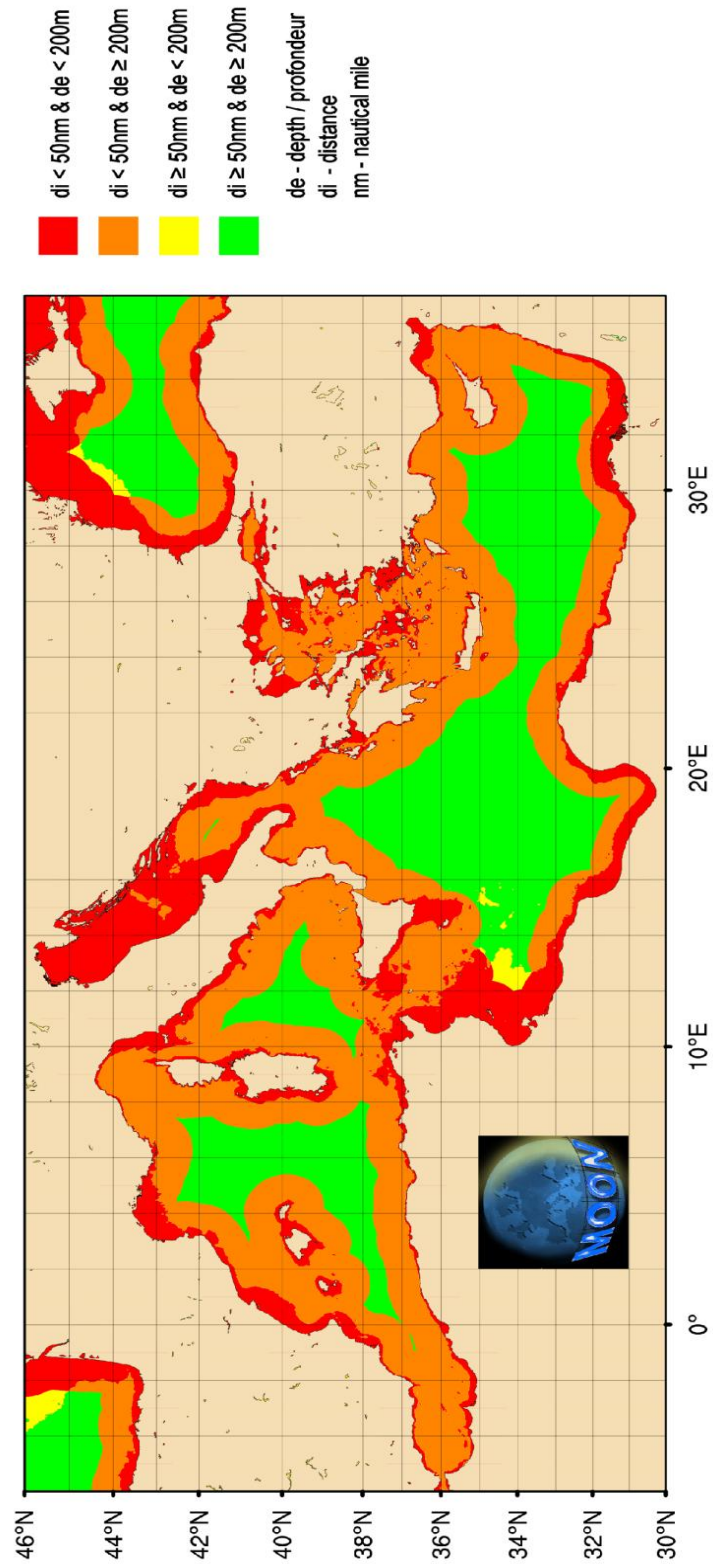 di < 50nm & de < 200m
di < 50nm & de ≥ 200m
di ≥ 50nm & de < 200m
di ≥ 50nm & de ≥ 200m
de - depth / profondeur
di - distance
nm - nautical mile
46°N
44°N
42°N
40°N
38°N
36°N
34°N
32°N
30°N
0°
10°E
20°E
30°E
MOON